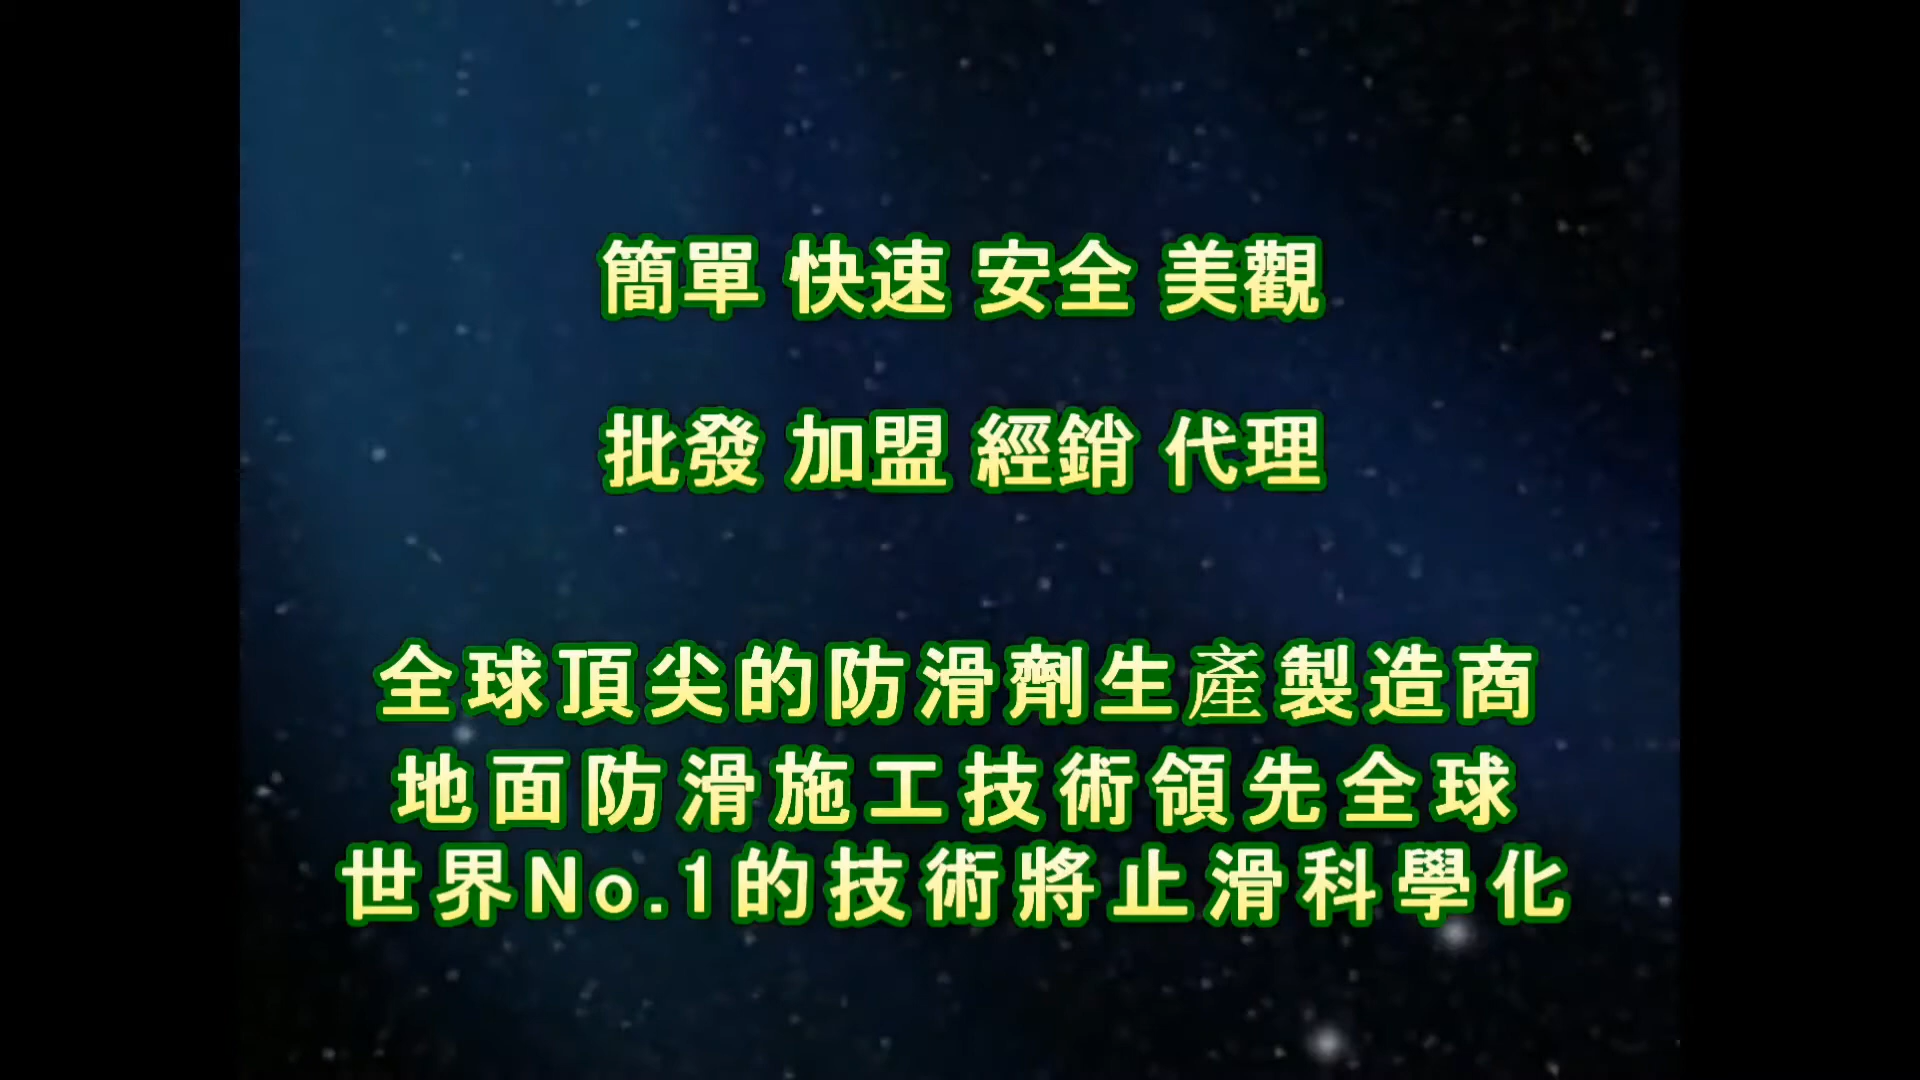 簡單 快速 安全 美觀
批發 加盟 經銷 代理
全球頂尖的防滑劑生產製造商
地面防滑施工技術領先全球
世界No.1的技術將止滑科學化